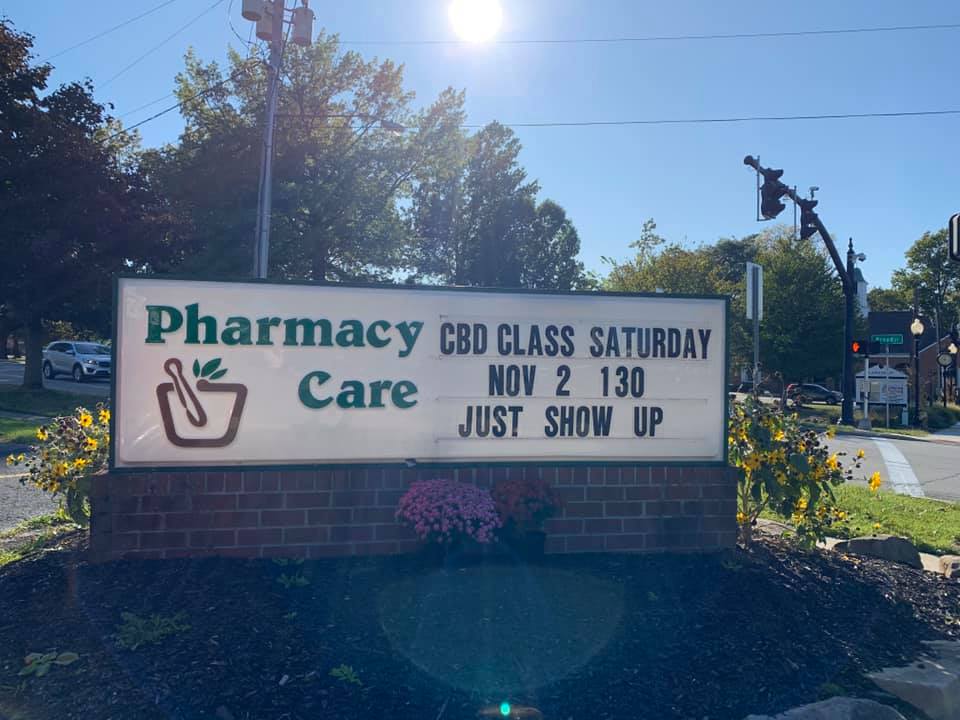 Pharmacy
Care
CBD CLASS SATURDAY
NOV 2 130
JUST SHOW UP